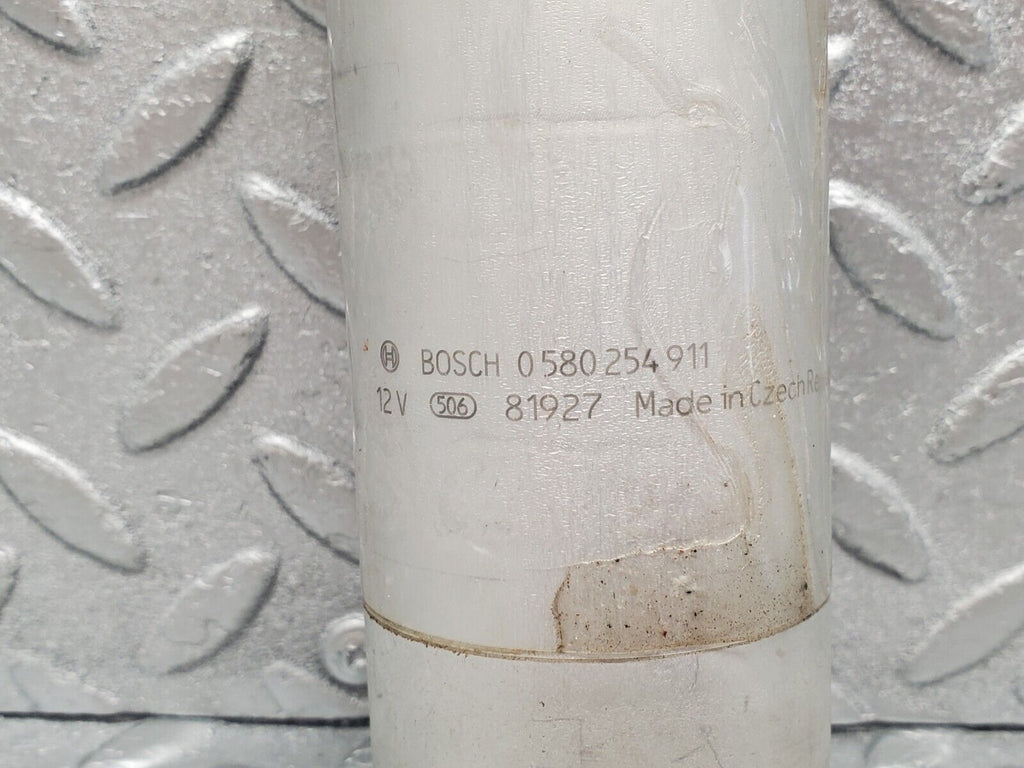 BOSCH 0 580 254 911
12V 506 81927 Made in Czech